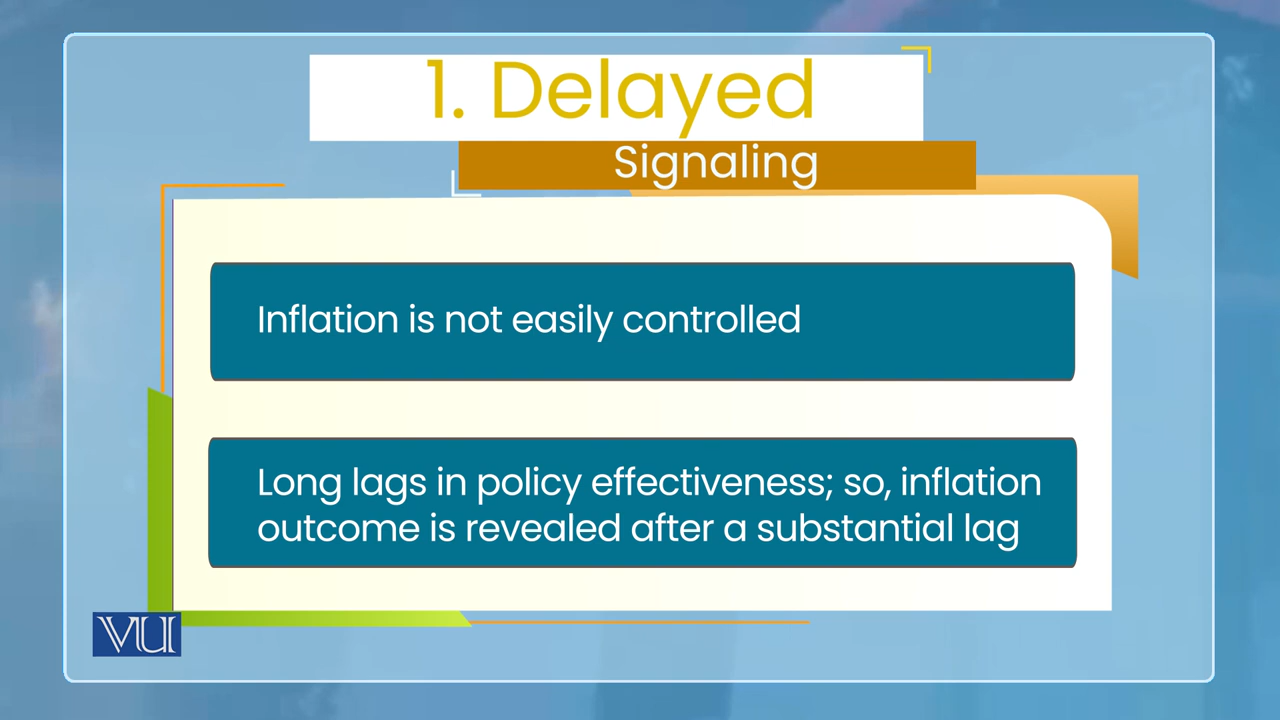 1. Delayed
Signaling
Inflation is not easily controlled
Long lags in policy effectiveness; so, inflation
outcome is revealed after a substantial lag
VU